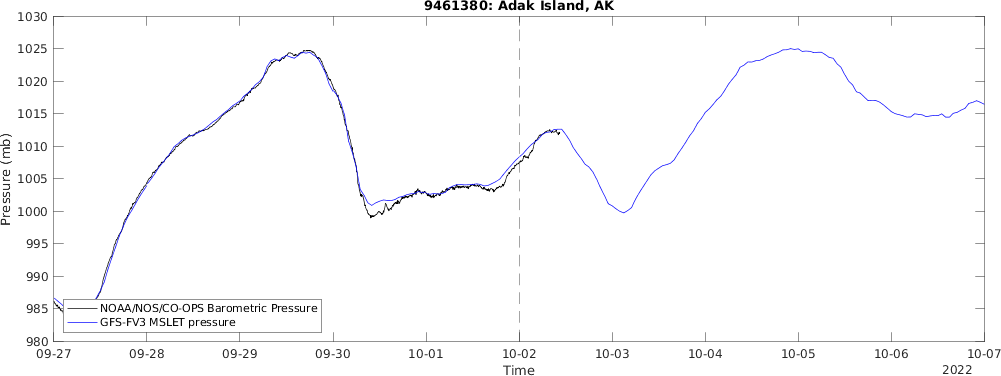 9461380: Adak Island, AK
1030
1025
1020
1015
1010
1005
1000
995
990
985
980
Pressure (mb)
NOAA/NOS/CO-OPS Barometric Pressure
GFS-FV3 MSLET pressure
09-27 09-28 09-29 09-30 10-01 10-02 10-03 10-04 10-05 10-06 10-07
Time
2022